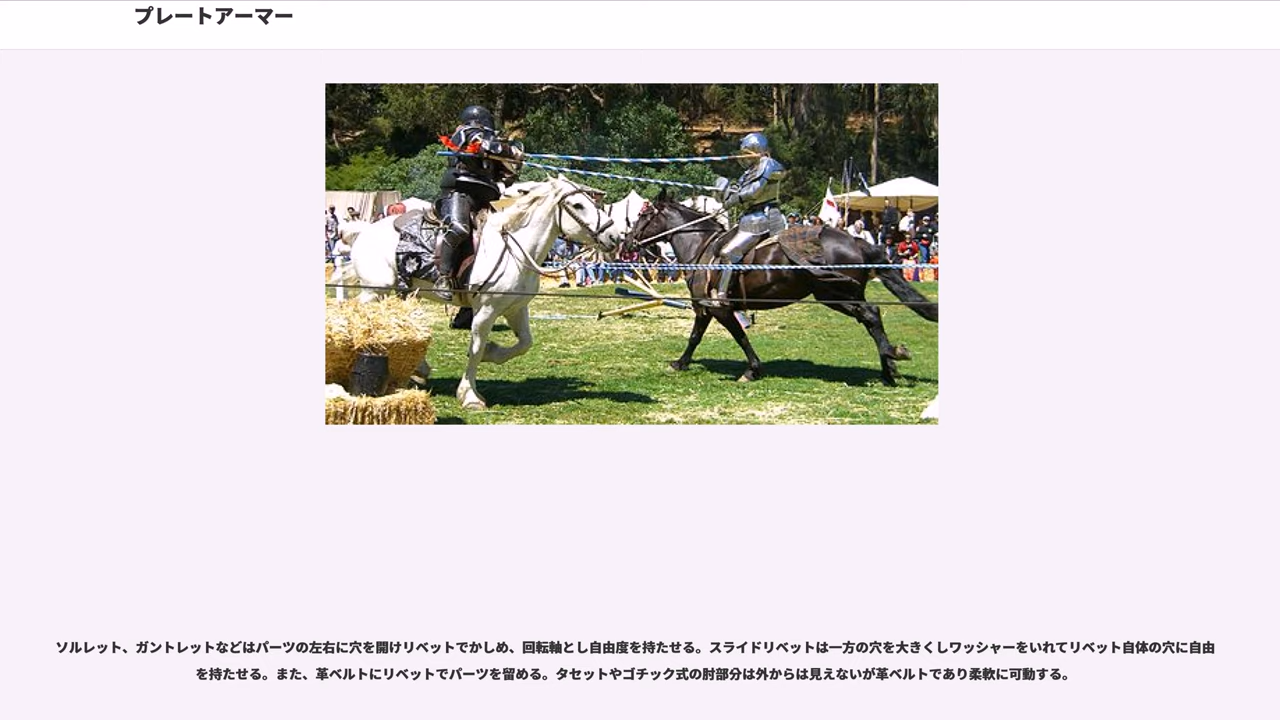 プレートアーマー
ソルレット、ガントレットなどはパーツの左右に穴を開けリベットでかしめ、回転軸とし自由度を持たせる。スライドリベットは一方の穴を大きくしワッシャーをいれてリベット自体の穴に自由
を持たせる。また、革ベルトにリベットでパーツを留める。タセットやゴチック式の肘部分は外からは見えないが革ベルトであり柔軟に可動する。